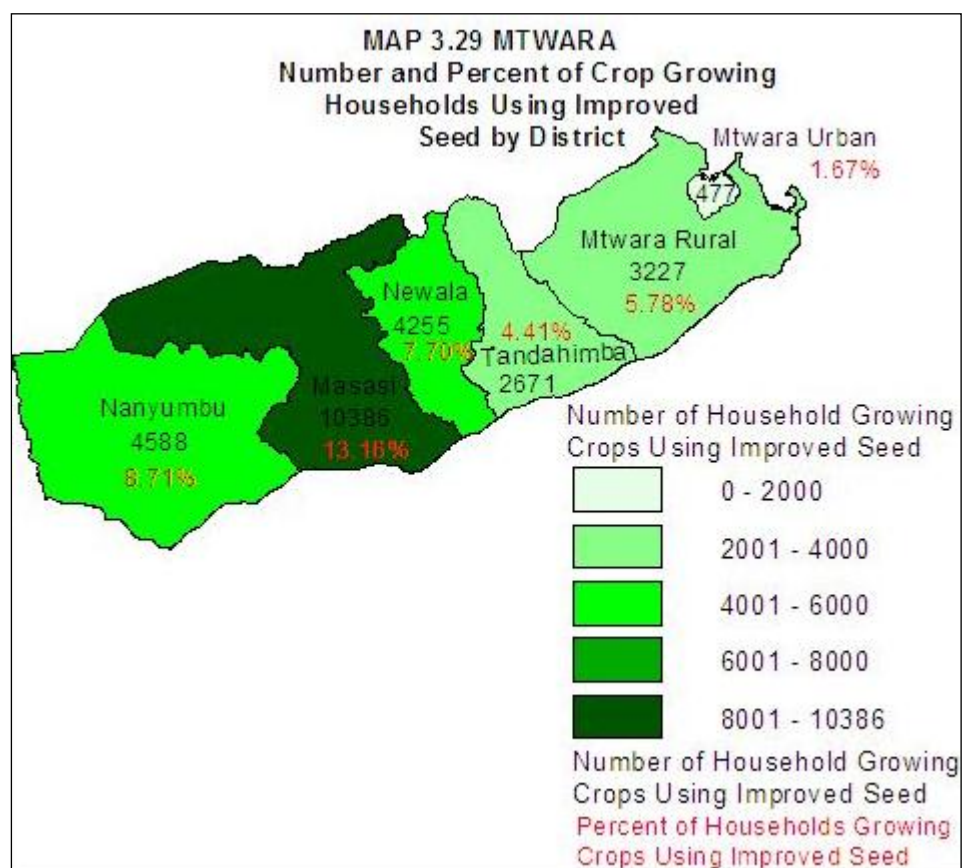 MAP 3.29 MTWARA
Number and Percent of Crop Growing
Households Using Improved
Seed by District
Mtwara Urban
1.67%
477
Mtwara Rural
3227
5.78%
Newala
4255
7.70%
4.41%
Tandahimba
2671
Masasi
10386
13.16%
Nanyumbu
4588
8.71%
Number of Household Growing
Crops Using Improved Seed
0 - 2000
2001 - 4000
4001 - 6000
6001 - 8000
8001 - 10386
Number of Household Growing
Crops Using Improved Seed
Percent of Households Growing
Crops Using Improved Seed